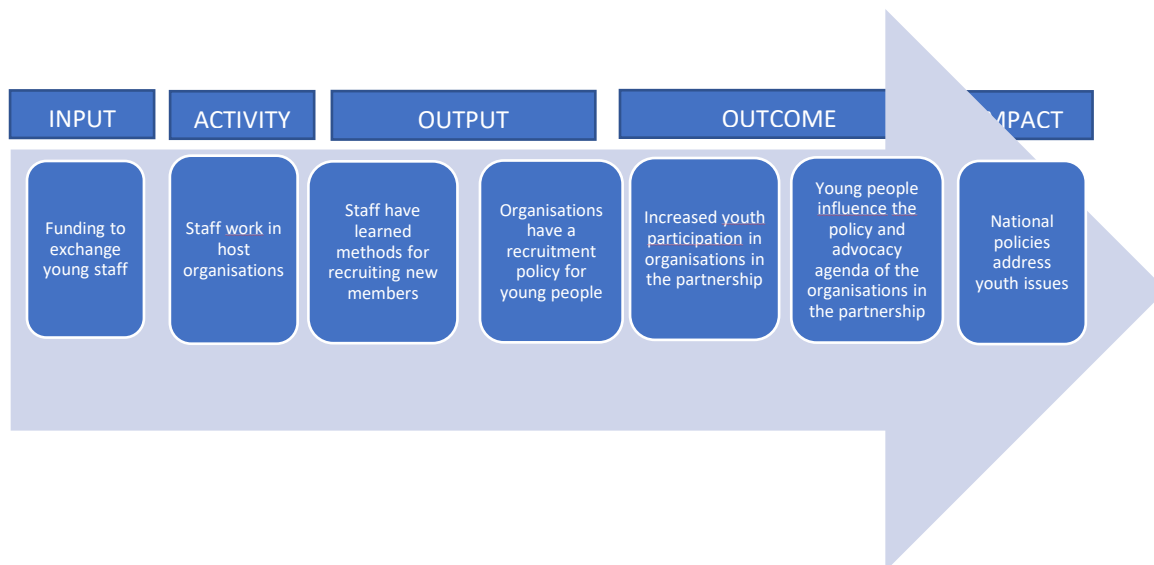 INPUT
ACTIVITY
OUTPUT
OUTCOME
MPACT
Funding to
exchange
young staff
Staff work in
host
organisations
Staff have
learned
methods for
recruiting new
members
Organisations
have a
recruitment
policy for
young people
Increased youth
participation in
organisations in
the partnership
Young people
influence the
policy and
advocacy
agenda of the
organisations in
the partnership
National
policies
address
youth issues